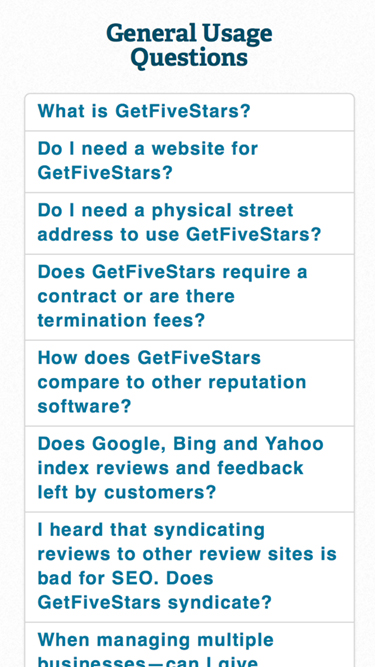 General Usage
Questions
What is GetFiveStars?
Do I need a website for
GetFiveStars?
Do I need a physical street
address to use GetFiveStars?
Does GetFiveStars require a
contract or are there
termination fees?
How does GetFiveStars
compare to other reputation
software?
Does Google, Bing and Yahoo
index reviews and feedback
left by customers?
I heard that syndicating
reviews to other review sites is
bad for SEO. Does
GetFiveStars syndicate?
When managing multiple
businesses—can I give